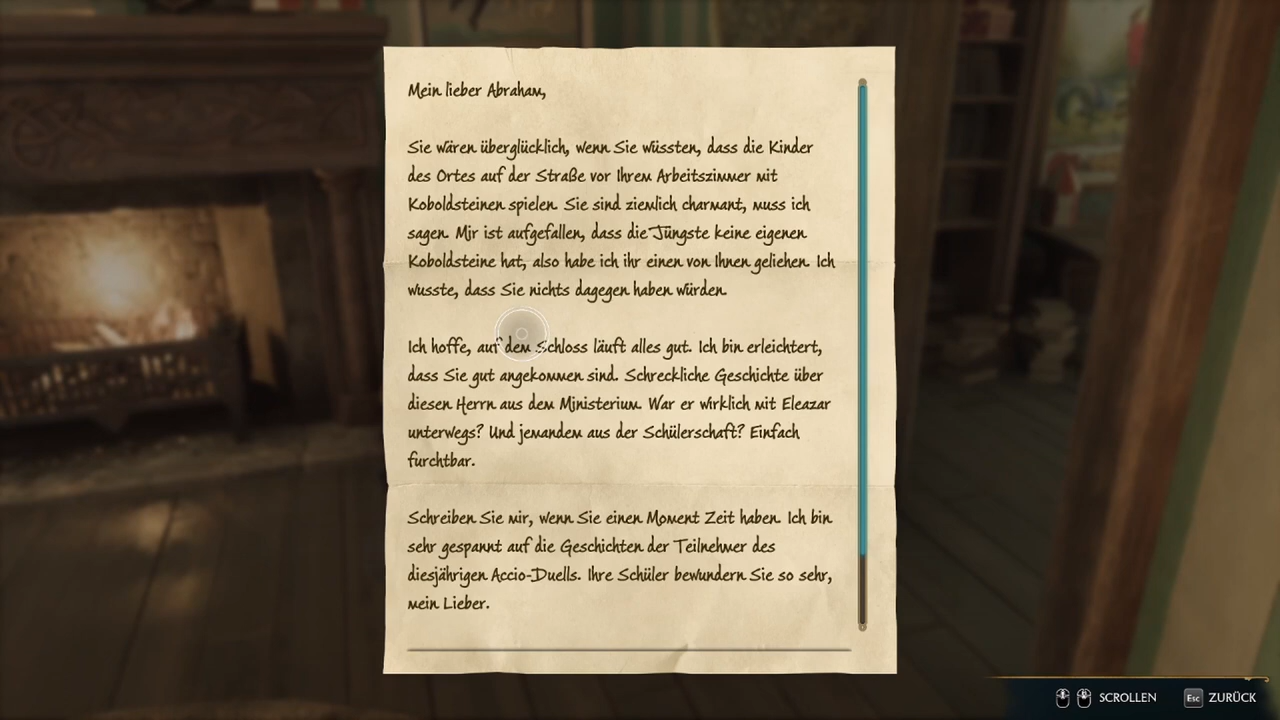 Mein lieber Abraham,
Sie wären überglücklich, wenn Sie wüssten, dass die Kinder
des Ortes auf der Straße vor Ihrem Arbeitszimmer mit
Koboldsteinen spielen. Sie sind ziemlich charmant, muss ich
sagen. Mir ist aufgefallen, dass die Jüngste keine eigenen
Koboldsteine hat, also habe ich ihr einen von Ihnen geliehen. Ich
wusste, dass Sie nichts dagegen haben würden.
Ich hoffe, auf dem Schloss läuft alles gut. Ich bin erleichtert,
dass Sie gut angekommen sind. Schreckliche Geschichte über
diesen Herrn aus dem Ministerium. War er wirklich mit Eleazar
unterwegs? Und jemandem aus der Schülerschaft? Einfach
furchtbar.
Schreiben Sie mir, wenn Sie einen Moment Zeit haben. Ich bin
sehr gespannt auf die Geschichten der Teilnehmer des
diesjährigen Accio-Duells. Ihre Schüler bewundern Sie so sehr,
mein Lieber.
SCROLLEN Esc ZURÜCK